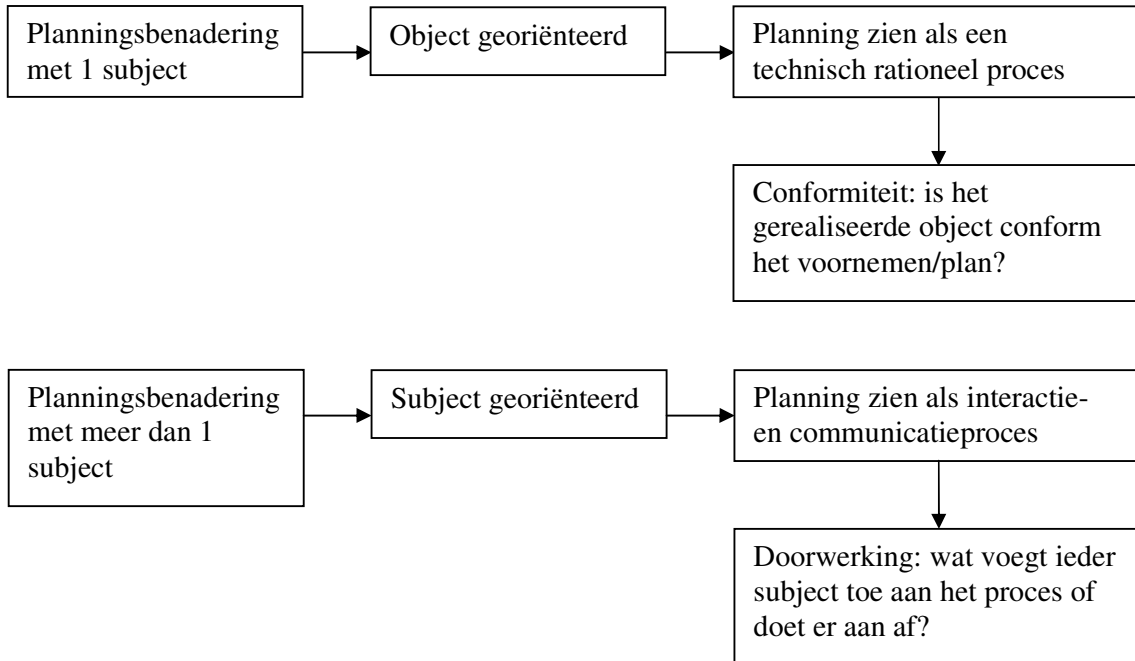 Planningsbenadering
met 1 subject
Object georiënteerd
Planning zien als een
technisch rationeel proces
Conformiteit: is het
gerealiseerde object conform
het voornemen/plan?
Planningsbenadering
met meer dan 1
subject
Subject georiënteerd
Planning zien als interactie-
en communicatieproces
Doorwerking: wat voegt ieder
subject toe aan het proces of
doet er aan af?